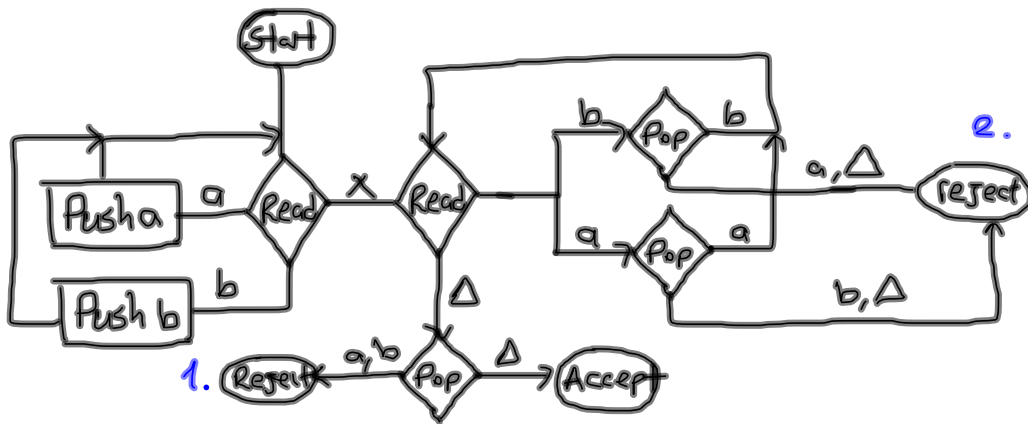 Start
b Pop b
2.
a X a, Δ
Push a Read Read reject
a Pop a
b
Push b Δ b, Δ
a, b Δ
1. Reject Pop Accept